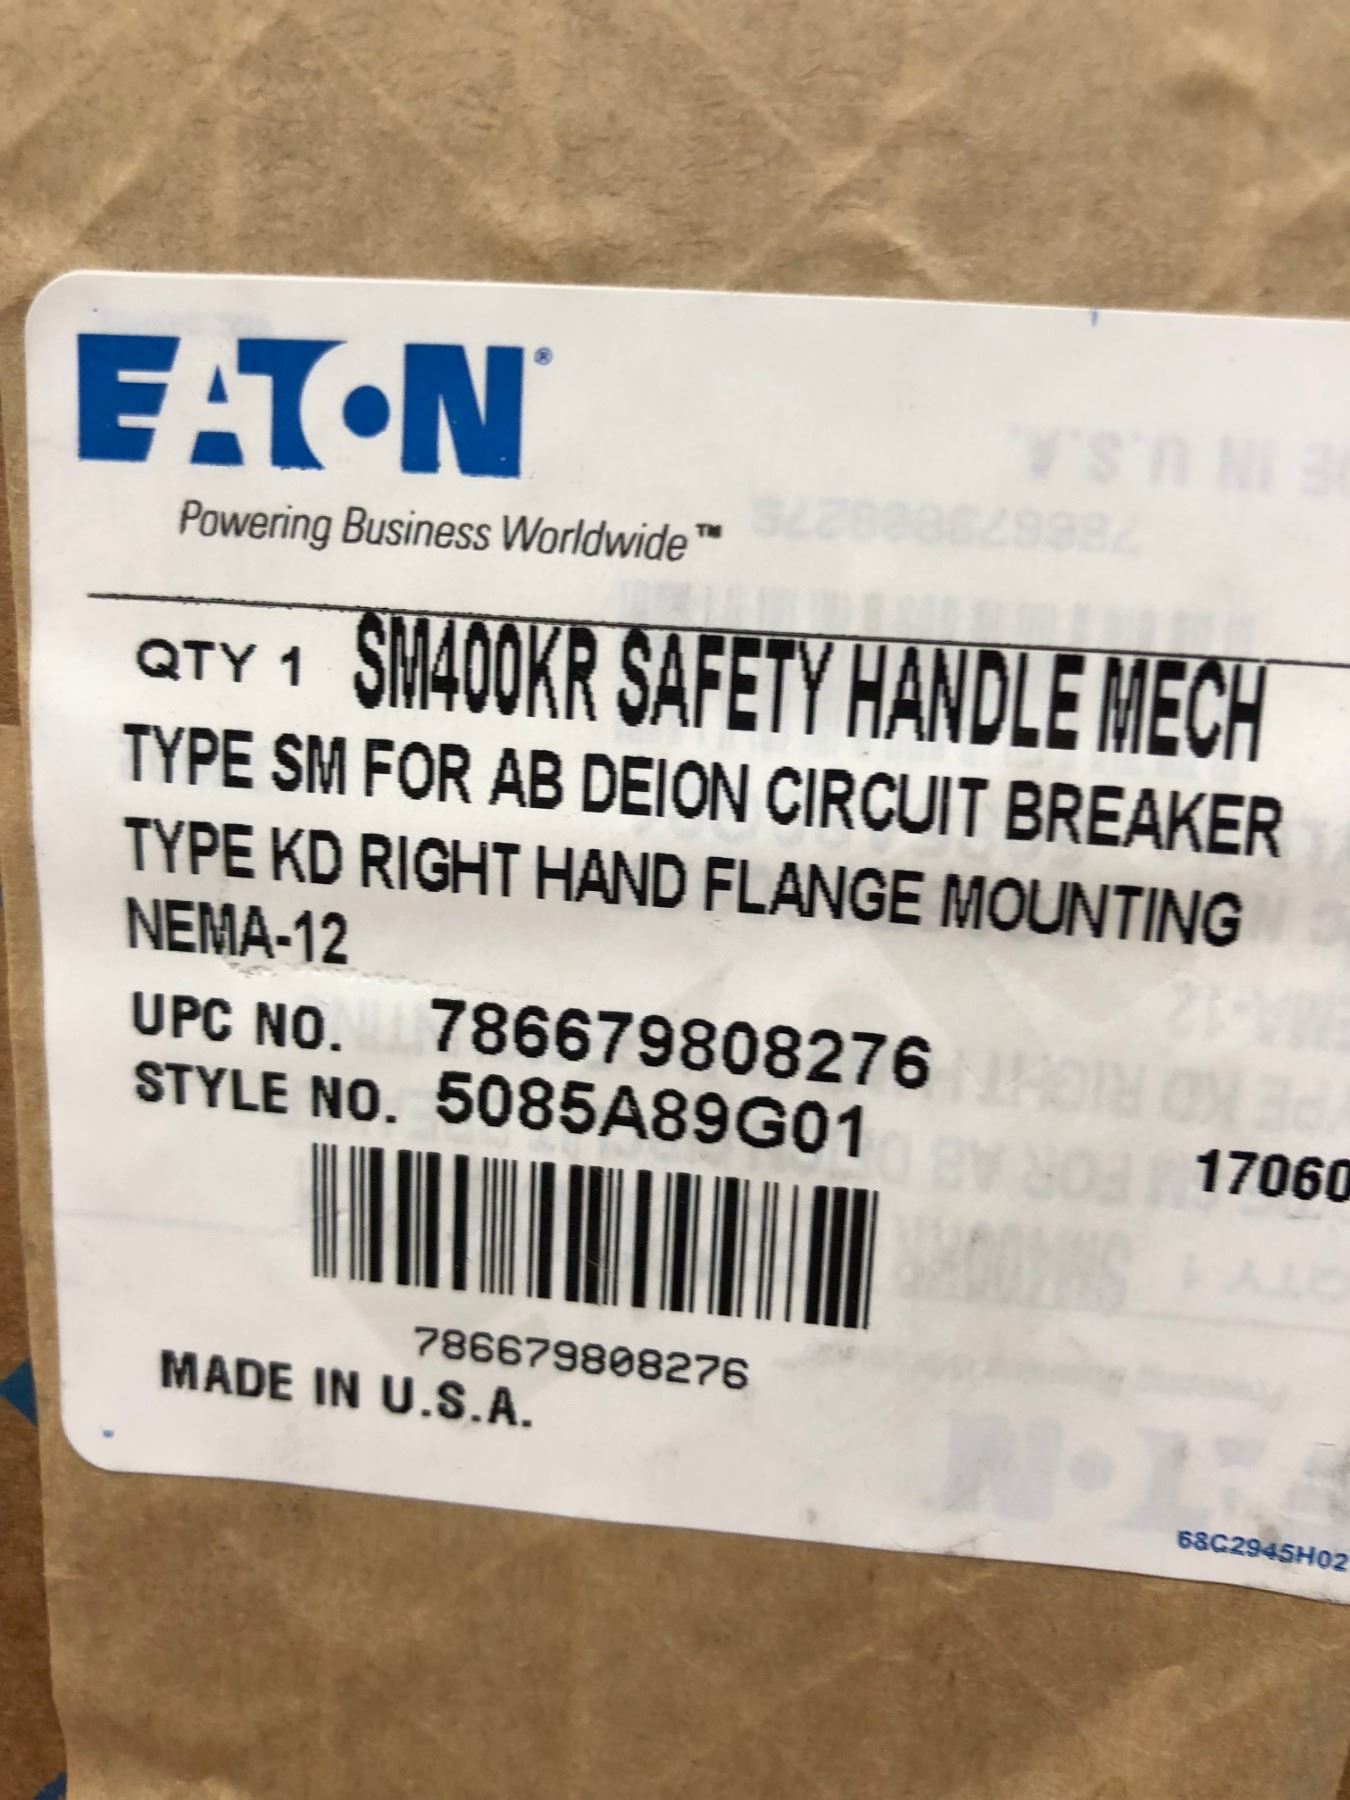 EATON®
Powering Business Worldwide™
QTY 1 SM400KR SAFETY HANDLE MECH
TYPE SM FOR AB DEION CIRCUIT BREAKER
TYPE KD RIGHT HAND FLANGE MOUNTING
NEMA-12
UPC NO. 786679808276
STYLE NO. 5085A89G01
17060
786679808276
MADE IN U.S.A.
68C2945H02